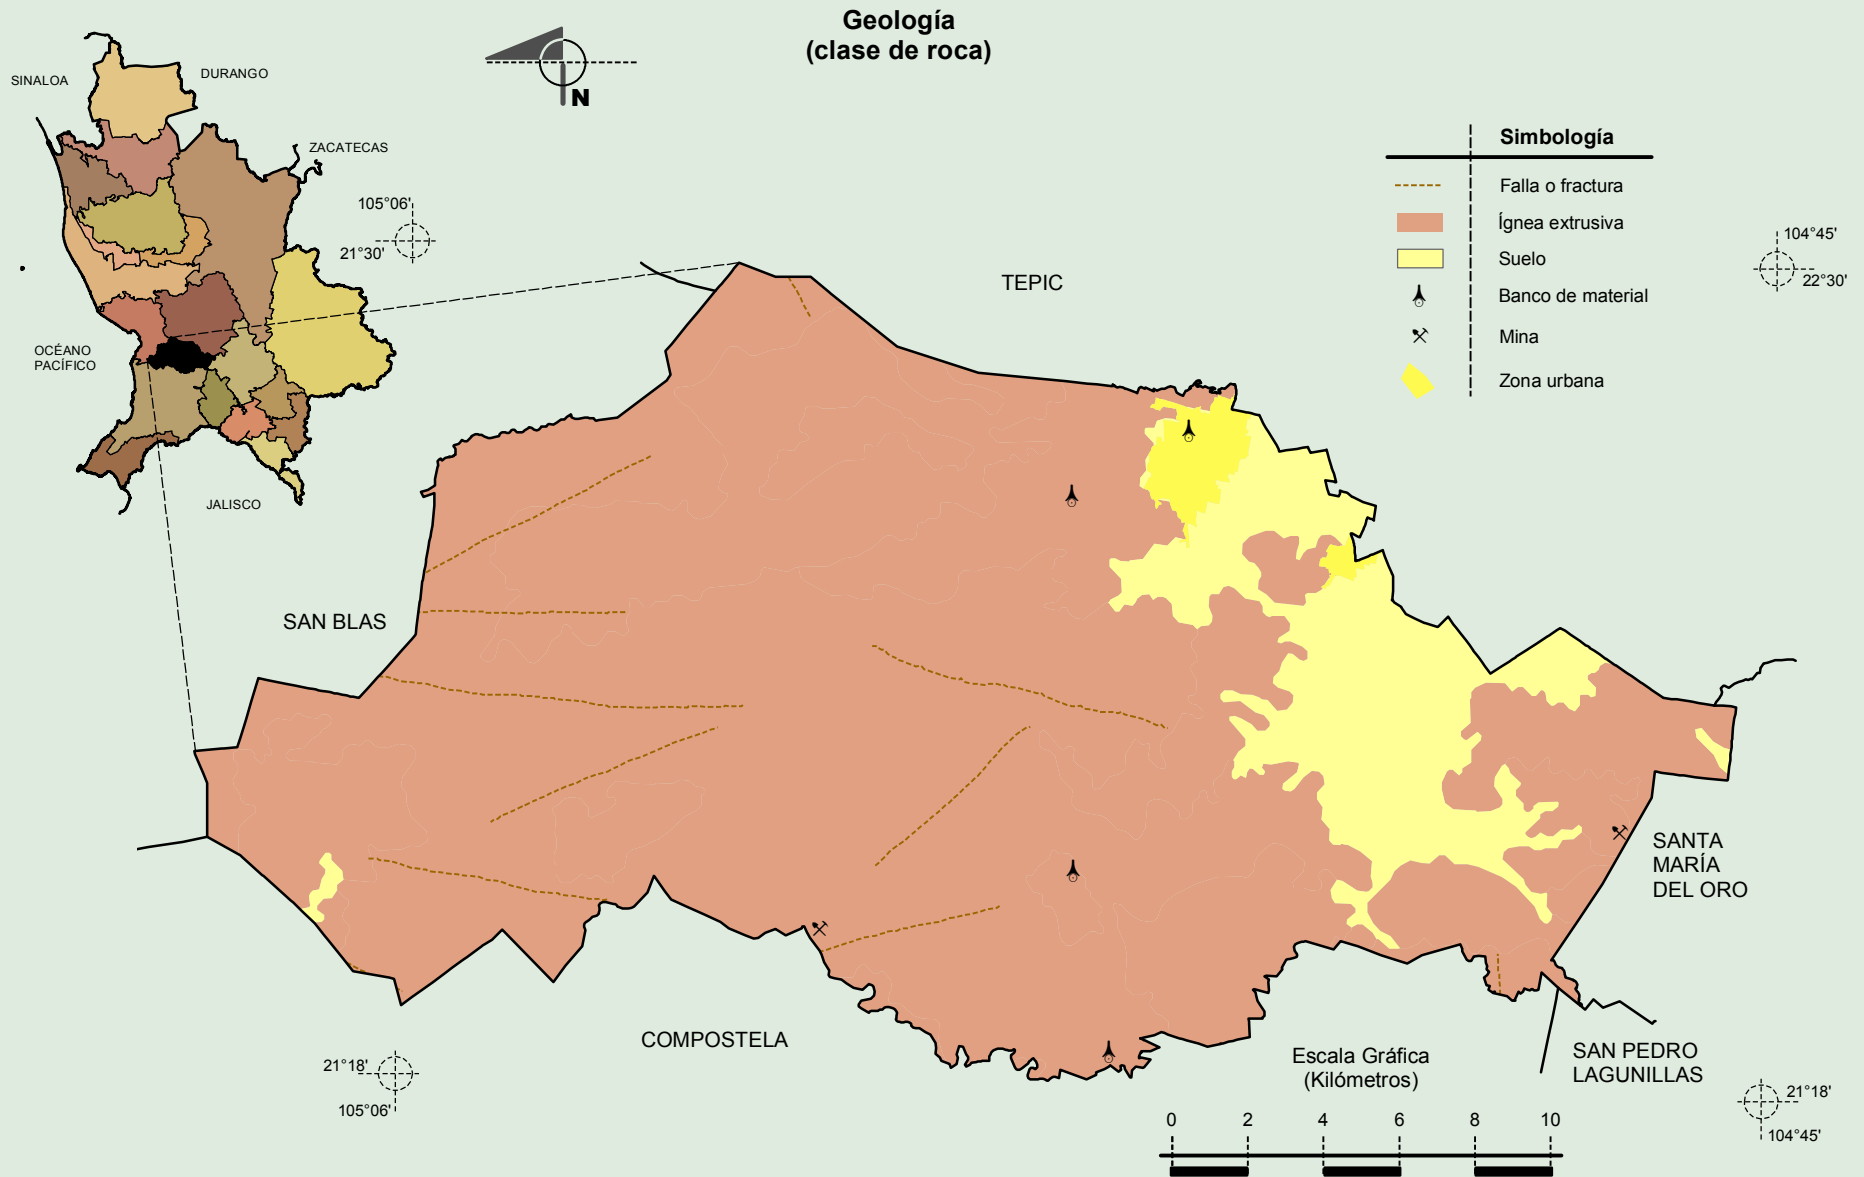 Geología
(clase de roca)
SINALOA
DURANGO
ZACATECAS
OCÉANO
PACÍFICO
JALISCO
N
105°06'
21°30'
Simbología
Falla o fractura
Ígnea extrusiva
Suelo
Banco de material
Mina
Zona urbana
104°45'
22°30'
TEPIC
SAN BLAS
SANTA
MARÍA
DEL ORO
COMPOSTELA
SAN PEDRO
LAGUNILLAS
21°18'
105°06'
Escala Gráfica
(Kilómetros)
0 2 4 6 8 10
21°18'
104°45'